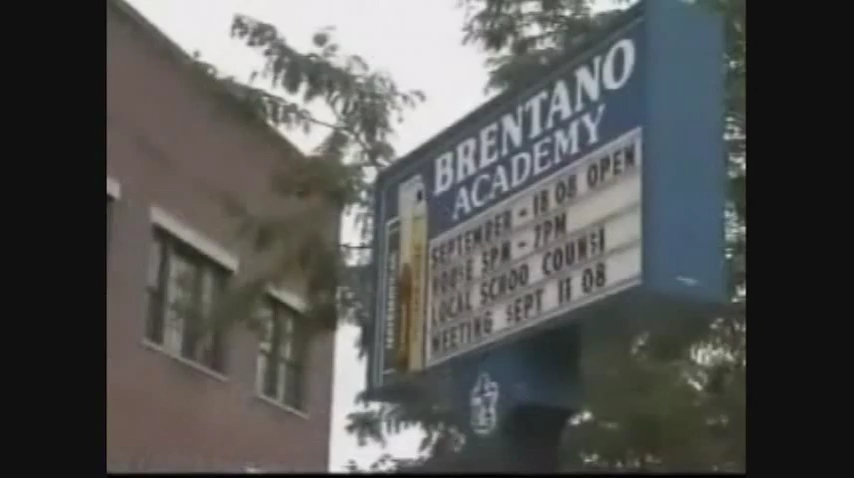 BRENTANO
ACADEMY
SEPTEMBER - 18 08 OPEN
HOUSE 5PM - 7PM
LOCAL SCHOO COUNSI
MEETING SEPT 11 08